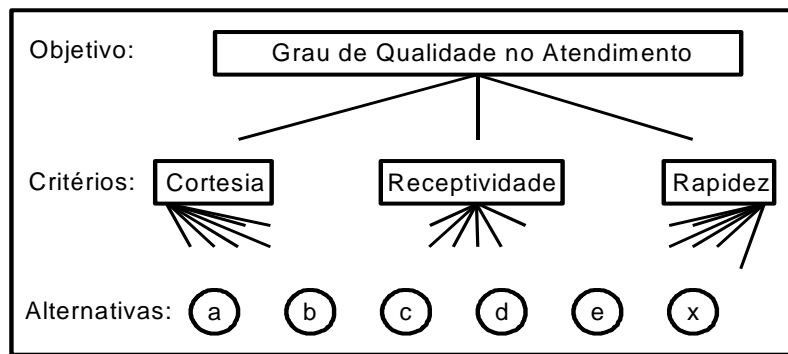 Objetivo: Grau de Qualidade no Atendimento
Critérios: Cortesia Receptividade Rapidez
Alternativas: a b c d e x